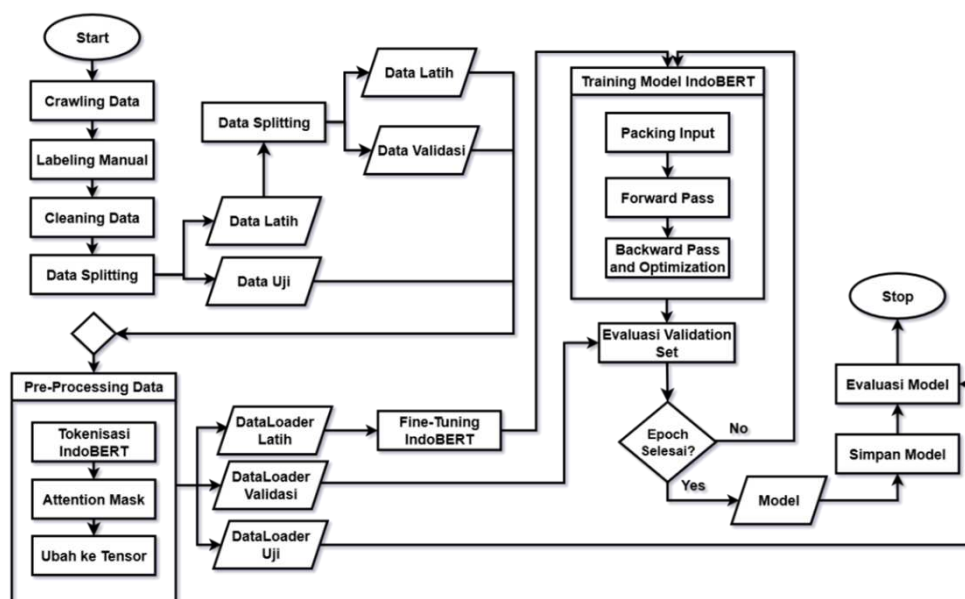 Start
Crawling Data
Labeling Manual
Cleaning Data
Data Splitting
Data Latih
Data Uji
Data Splitting
Data Latih
Data Validasi
Pre-Processing Data
Tokenisasi
IndoBERT
Attention Mask
Ubah ke Tensor
DataLoader
Latih
DataLoader
Validasi
DataLoader
Uji
Fine-Tuning
IndoBERT
Training Model IndoBERT
Packing Input
Forward Pass
Backward Pass
and Optimization
Evaluasi Validation
Set
Epoch
Selesai?
No
Yes
Model
Simpan Model
Evaluasi Model
Stop